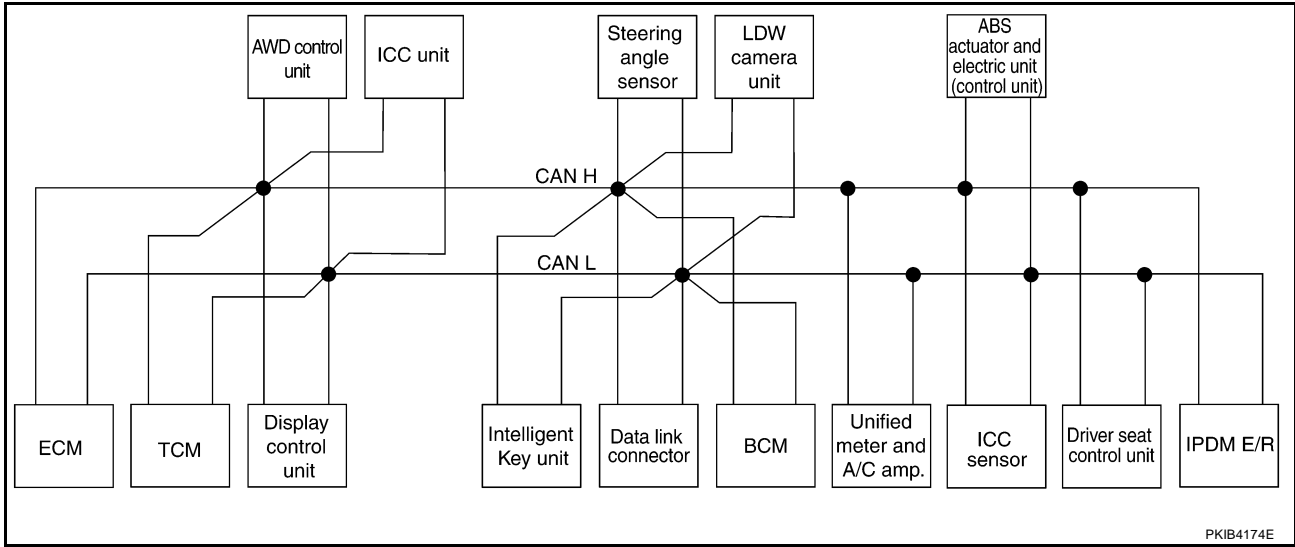 AWD control
unit
ICC unit
Steering
angle
sensor
LDW
camera
unit
ABS
actuator and
electric unit
(control unit)
CAN H
CAN L
ECM
TCM
Display
control
unit
Intelligent
Key unit
Data link
connector
BCM
Unified
meter and
A/C amp.
ICC
sensor
Driver seat
control unit
IPDM E/R
PKIB4174E